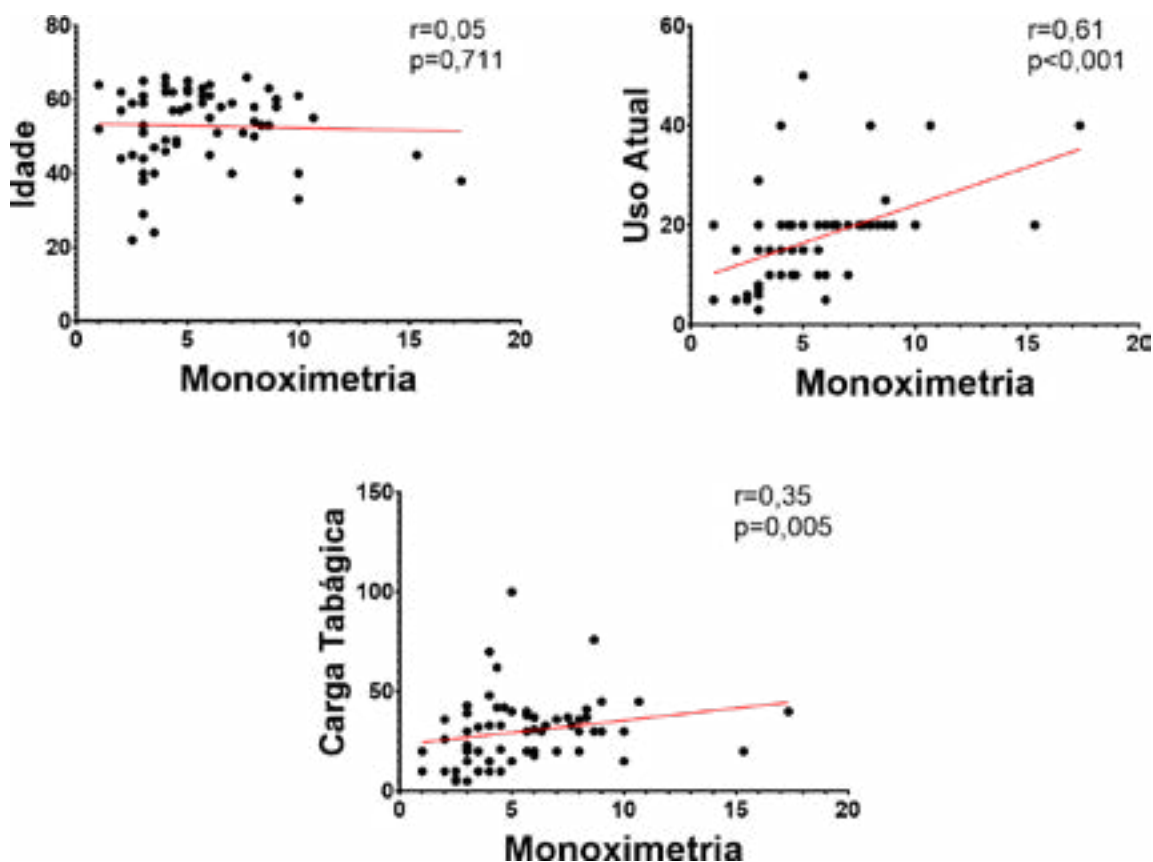 r=0,05
p=0,711
80
60
40
20
0
Idade
0 5 10 15 20
Monoximetria
r=0,61
p<0,001
60
40
20
0
Uso Atual
0 5 10 15 20
Monoximetria
r=0,35
p=0,005
150
100
50
0
Carga Tabágica
0 5 10 15 20
Monoximetria